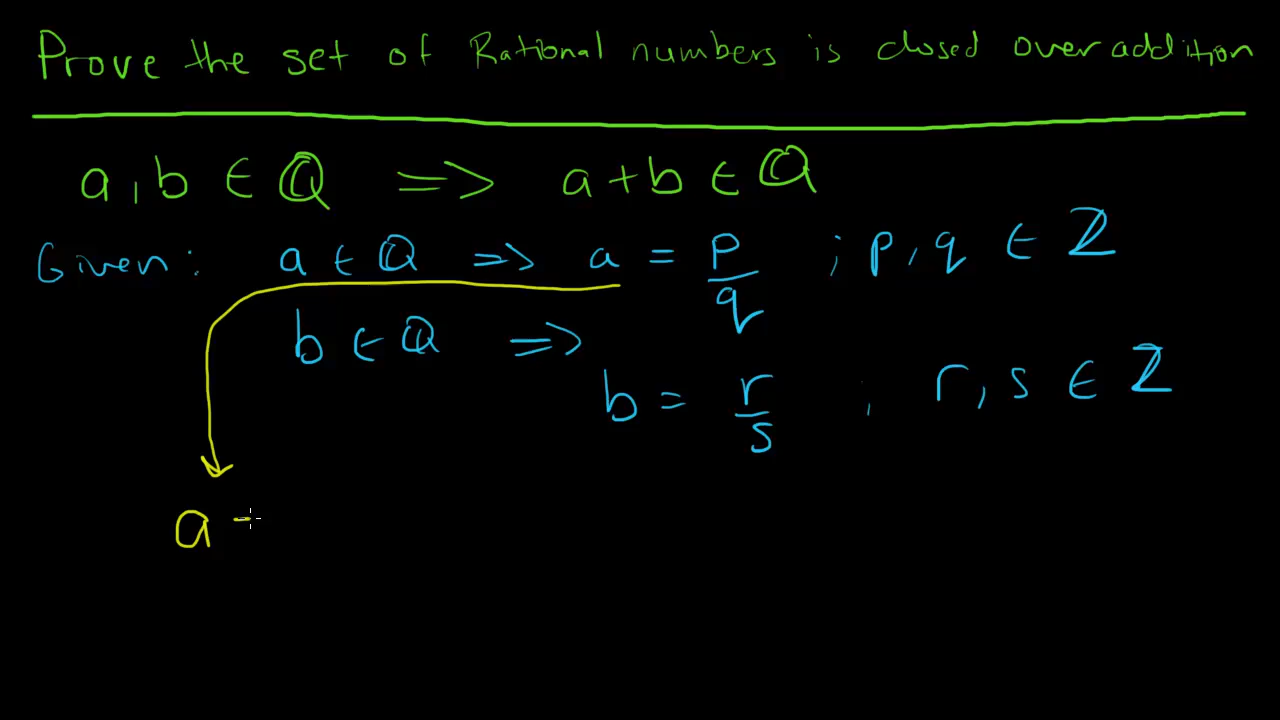 Prove the set of Rational numbers is closed over addition
a, b ∈ ℚ => a + b ∈ ℚ
Given: a ∈ ℚ => a = p/q ; p, q ∈ ℤ
b ∈ ℚ => b = r/s ; r, s ∈ ℤ
a -